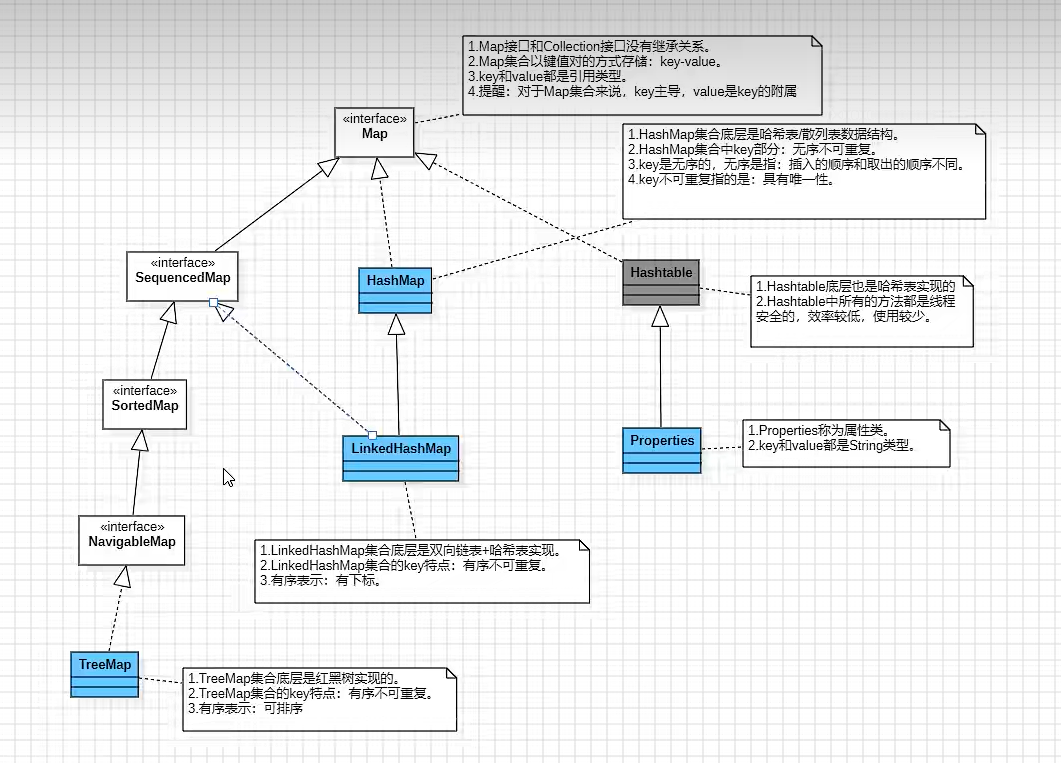 1.Map接口和Collection接口没有继承关系。
2.Map集合以键值对的方式存储：key-value。
3.key和value都是引用类型。
4.提醒：对于Map集合来说，key主导，value是key的附属
«interface»
Map
1.HashMap集合底层是哈希表/散列表数据结构。
2.HashMap集合中key部分：无序不可重复。
3.key是无序的，无序是指：插入的顺序和取出的顺序不同。
4.key不可重复指的是：具有唯一性。
«interface»
SequencedMap
HashMap
Hashtable
1.Hashtable底层也是哈希表实现的
2.Hashtable中所有的方法都是线程
安全的，效率较低，使用较少。
«interface»
SortedMap
LinkedHashMap
Properties
1.Properties称为属性类。
2.key和value都是String类型。
«interface»
NavigableMap
1.LinkedHashMap集合底层是双向链表+哈希表实现。
2.LinkedHashMap集合的key特点：有序不可重复。
3.有序表示：有下标。
TreeMap
1.TreeMap集合底层是红黑树实现的。
2.TreeMap集合的key特点：有序不可重复。
3.有序表示：可排序